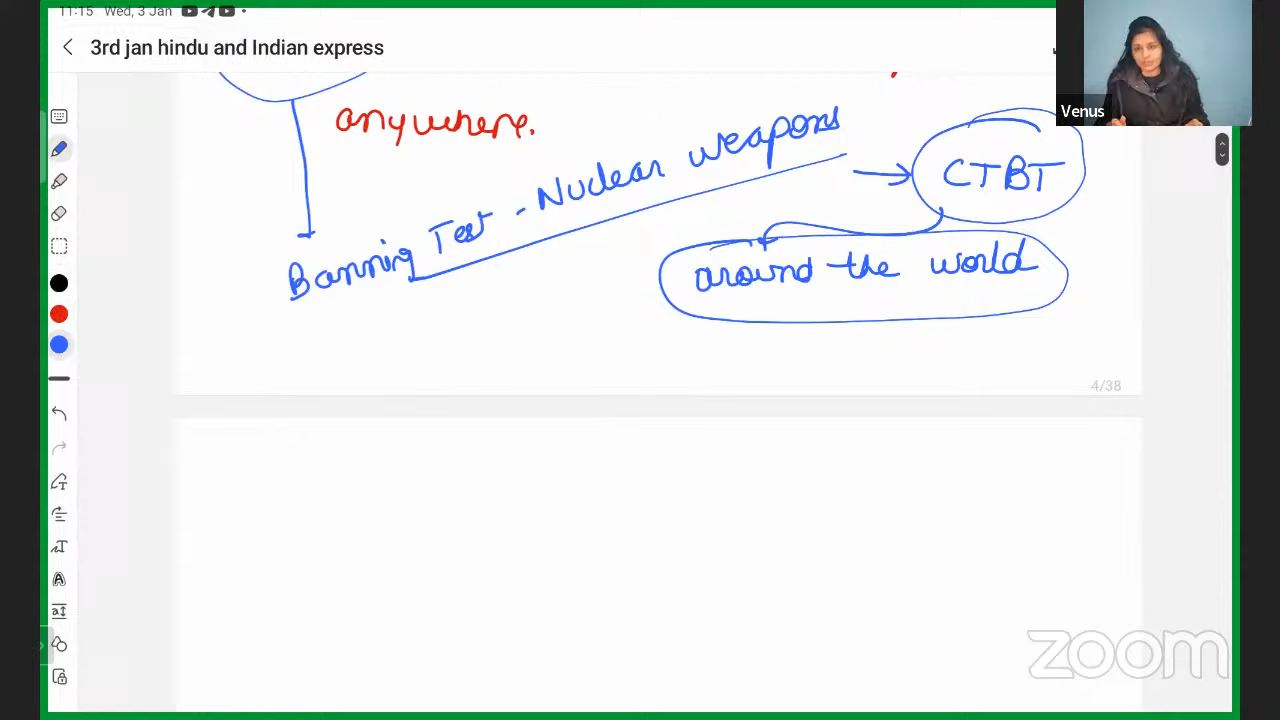 11:15 Wed, 3 Jan
3rd jan hindu and Indian express
Venus
anywhere.
Banning Test - Nuclear weapons
CTBT
around the world
4/38
zoom